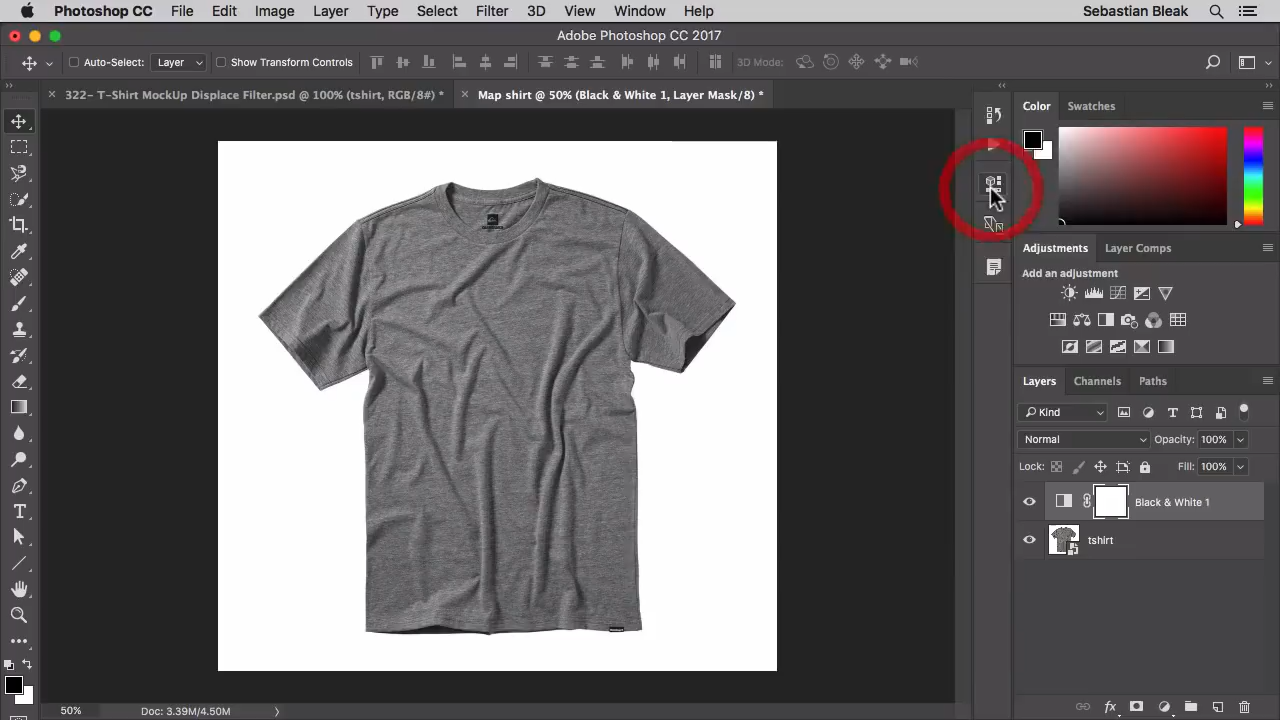 Photoshop CC File Edit Image Layer Type Select Filter 3D View Window Help Sebastian Bleak
Adobe Photoshop CC 2017
Auto-Select: Layer Show Transform Controls 3D Mode:
322- T-Shirt MockUp Displace Filter.psd @ 100% (tshirt, RGB/8#) * Map shirt @ 50% (Black & White 1, Layer Mask/8) *
Color Swatches
Adjustments Layer Comps
Add an adjustment
Layers Channels Paths
Kind
Normal Opacity: 100%
Lock: Fill: 100%
Black & White 1
tshirt
50% Doc: 3.39M/4.50M